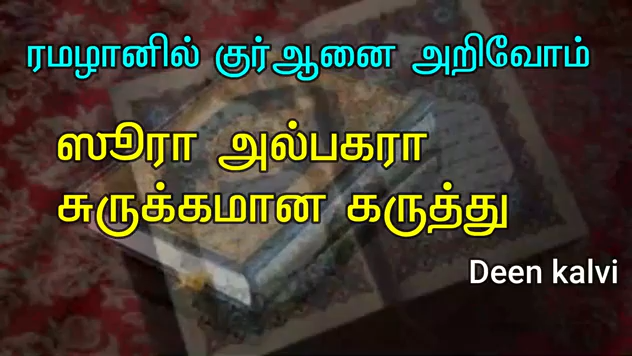 ரமழானில் குர்ஆனை அறிவோம்
ஸூரா அல்பகரா
சுருக்கமான கருத்து
Deen kalvi